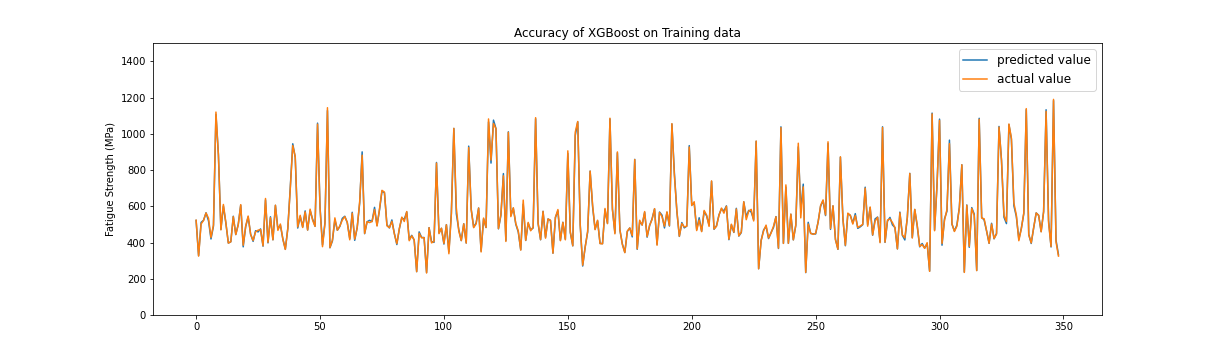 Accuracy of XGBoost on Training data
1400
1200
1000
800
600
400
200
0
Fatigue Strength (MPa)
predicted value
actual value
0 50 100 150 200 250 300 350